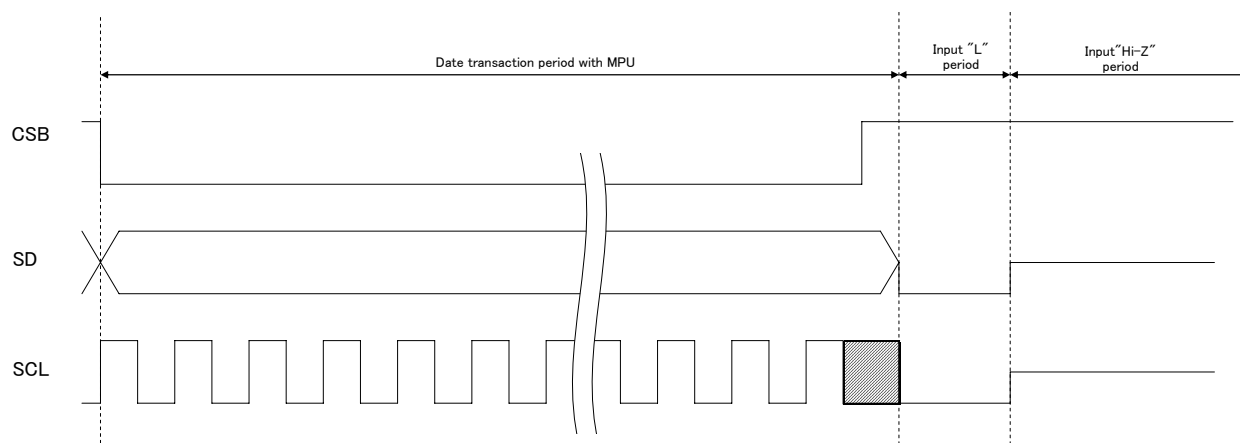 Date transaction period with MPU
Input "L"
period
Input"Hi-Z"
period
CSB
SD
SCL